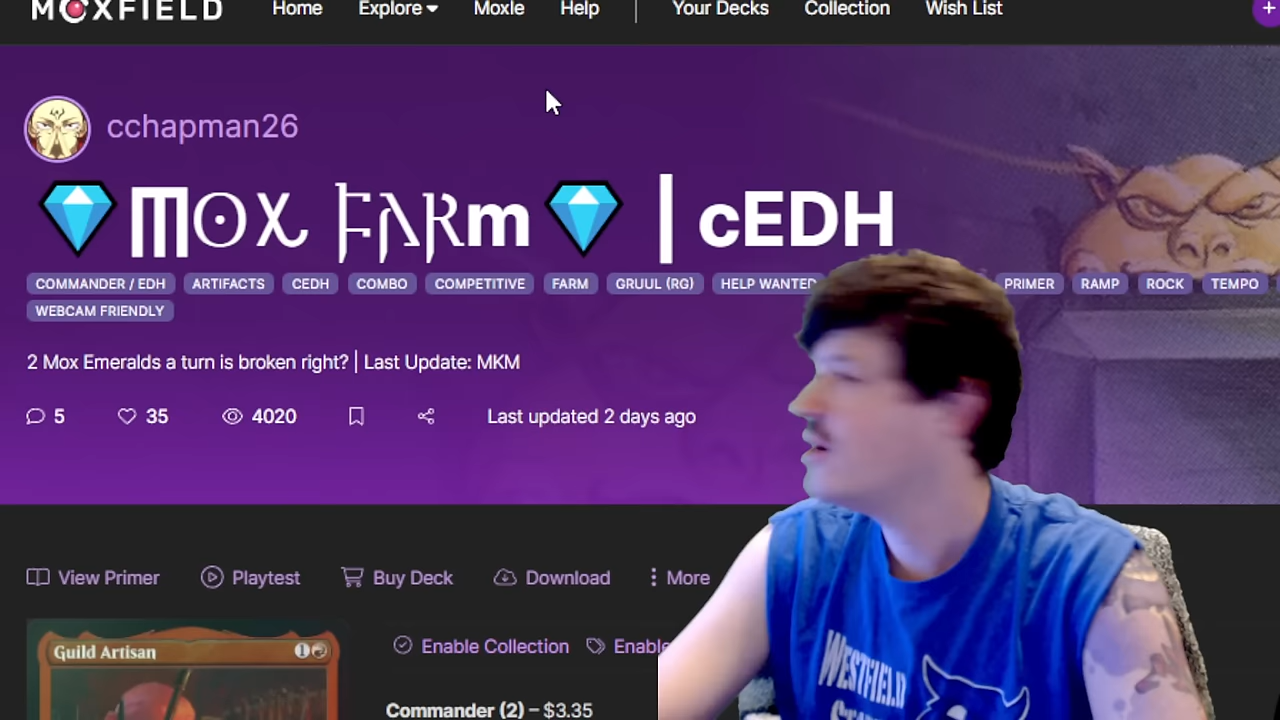 MOXFIELD Home Explore Moxle Help | Your Decks Collection Wish List +
cchapman26
💎 Mox FARm 💎 | cEDH
COMMANDER / EDH ARTIFACTS CEDH COMBO COMPETITIVE FARM GRUUL (RG) HELP WANTED PRIMER RAMP ROCK TEMPO
WEBCAM FRIENDLY
2 Mox Emeralds a turn is broken right? | Last Update: MKM
5 35 4020 Last updated 2 days ago
View Primer Playtest Buy Deck Download More
Guild Artisan 1
Enable Collection Enable
Commander (2) – $3.35
WESTFIELD